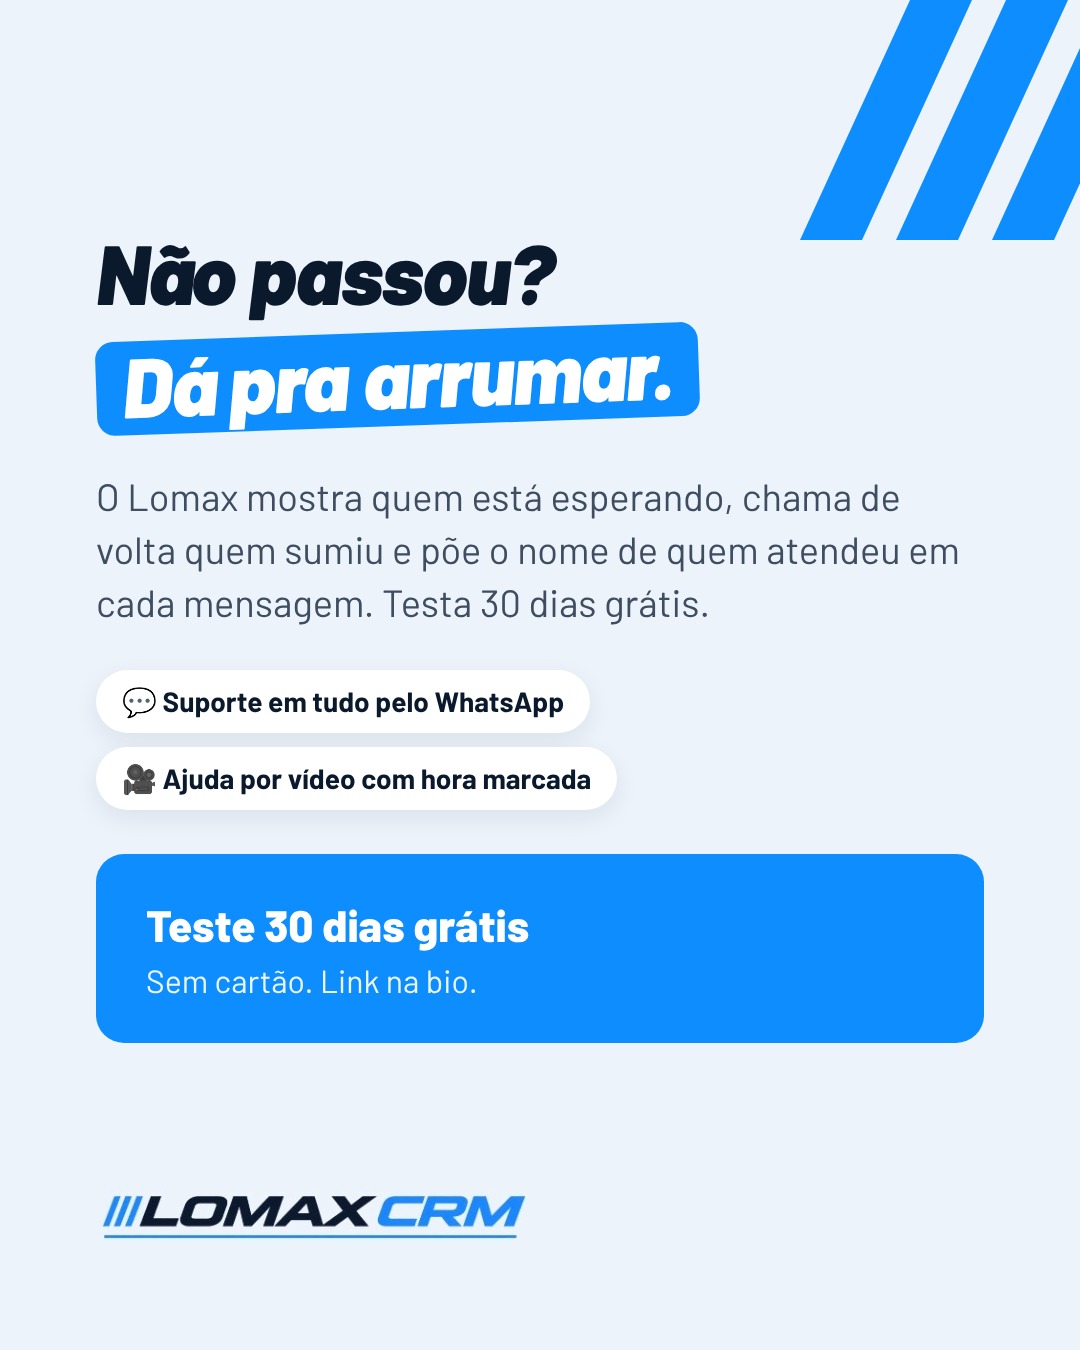 Não passou?
Dá pra arrumar.
O Lomax mostra quem está esperando, chama de
volta quem sumiu e põe o nome de quem atendeu em
cada mensagem. Testa 30 dias grátis.
💬 Suporte em tudo pelo WhatsApp
🎥 Ajuda por vídeo com hora marcada
Teste 30 dias grátis
Sem cartão. Link na bio.
LOMAX CRM